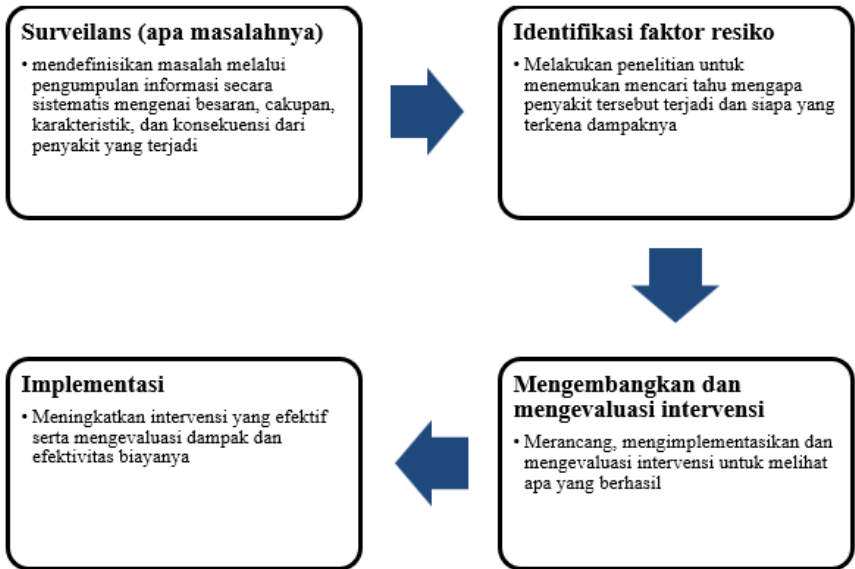 Surveilans (apa masalahnya)
• mendefinisikan masalah melalui
pengumpulan informasi secara
sistematis mengenai besaran, cakupan,
karakteristik, dan konsekuensi dari
penyakit yang terjadi
Identifikasi faktor resiko
• Melakukan penelitian untuk
menemukan mencari tahu mengapa
penyakit tersebut terjadi dan siapa yang
terkena dampaknya
Mengembangkan dan
mengevaluasi intervensi
• Merancang, mengimplementasikan dan
mengevaluasi intervensi untuk melihat
apa yang berhasil
Implementasi
• Meningkatkan intervensi yang efektif
serta mengevaluasi dampak dan
efektivitas biayanya